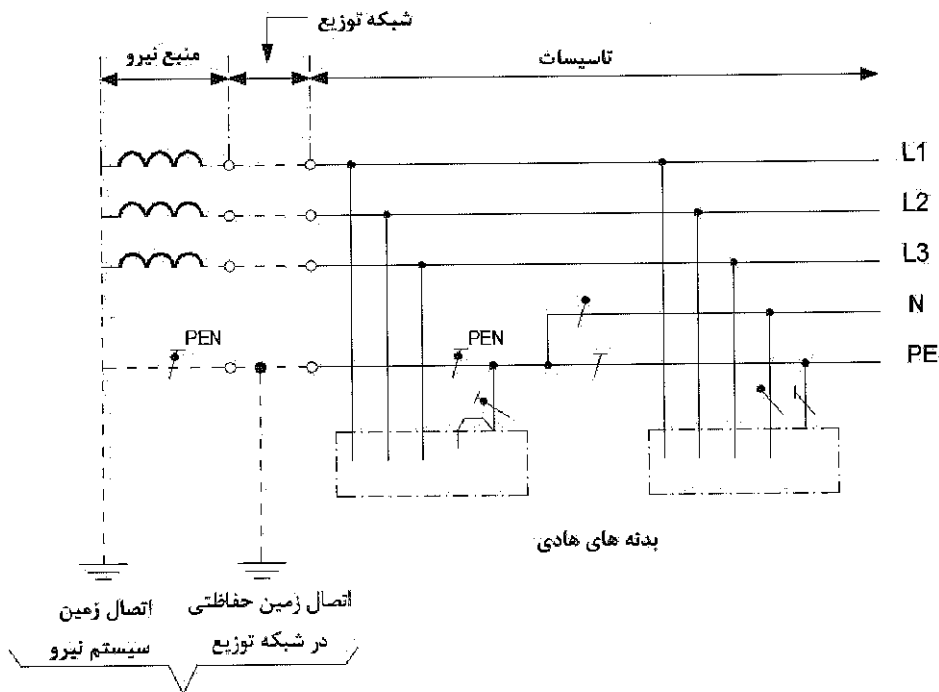 شبکه توزیع
منبع نیرو
تاسیسات
L1
L2
L3
N
PEN
PEN
PE
بدنه های هادی
اتصال زمین حفاظتی
در شبکه توزیع
اتصال زمین
سیستم نیرو